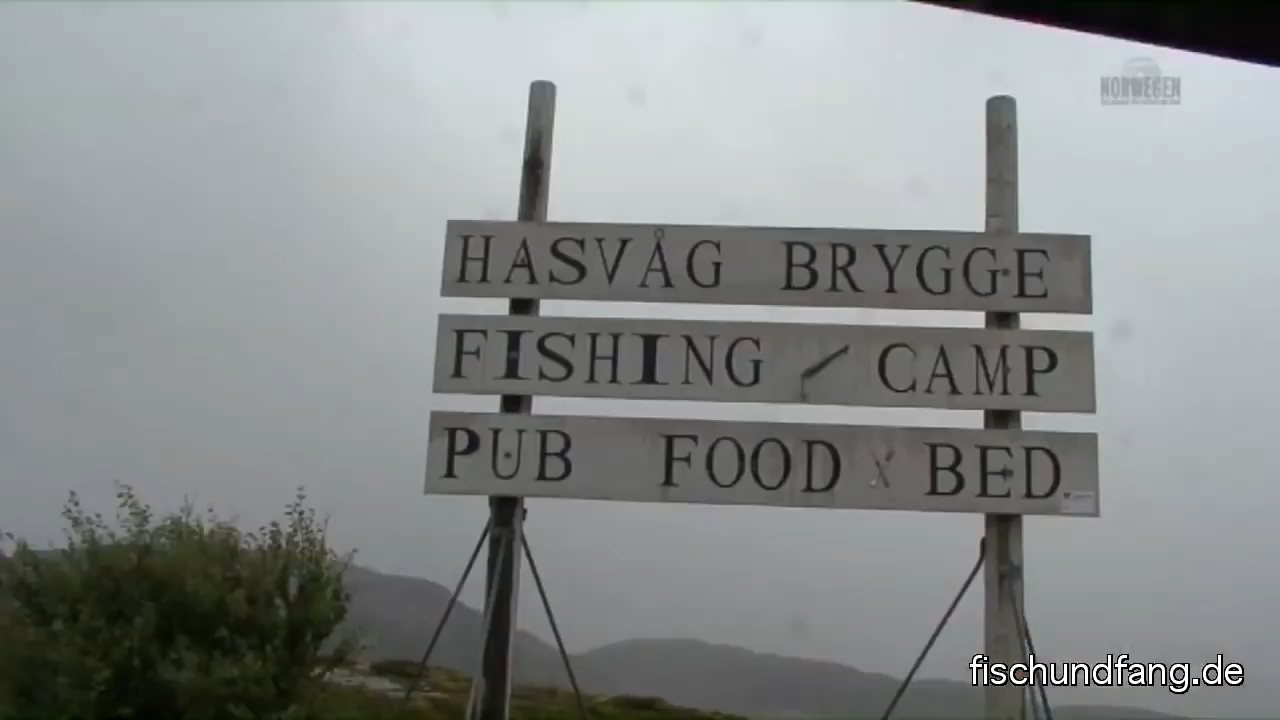 NORWEGEN
HASVÅG BRYGGE
FISHING / CAMP
PUB FOOD X BED
fischundfang.de